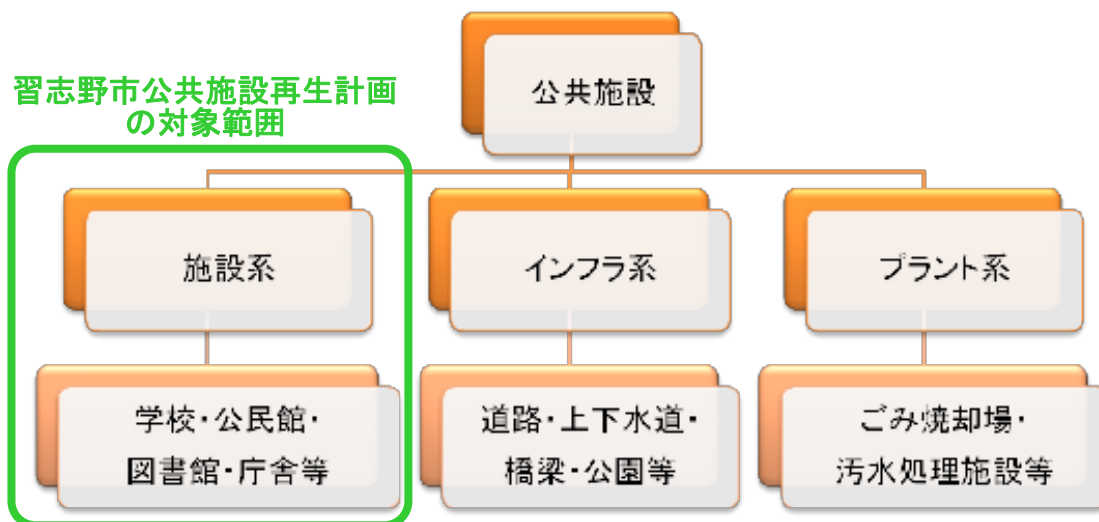 公共施設
習志野市公共施設再生計画
の対象範囲
施設系
インフラ系
プラント系
学校・公民館・
図書館・庁舎等
道路・上下水道・
橋梁・公園等
ごみ焼却場・
汚水処理施設等